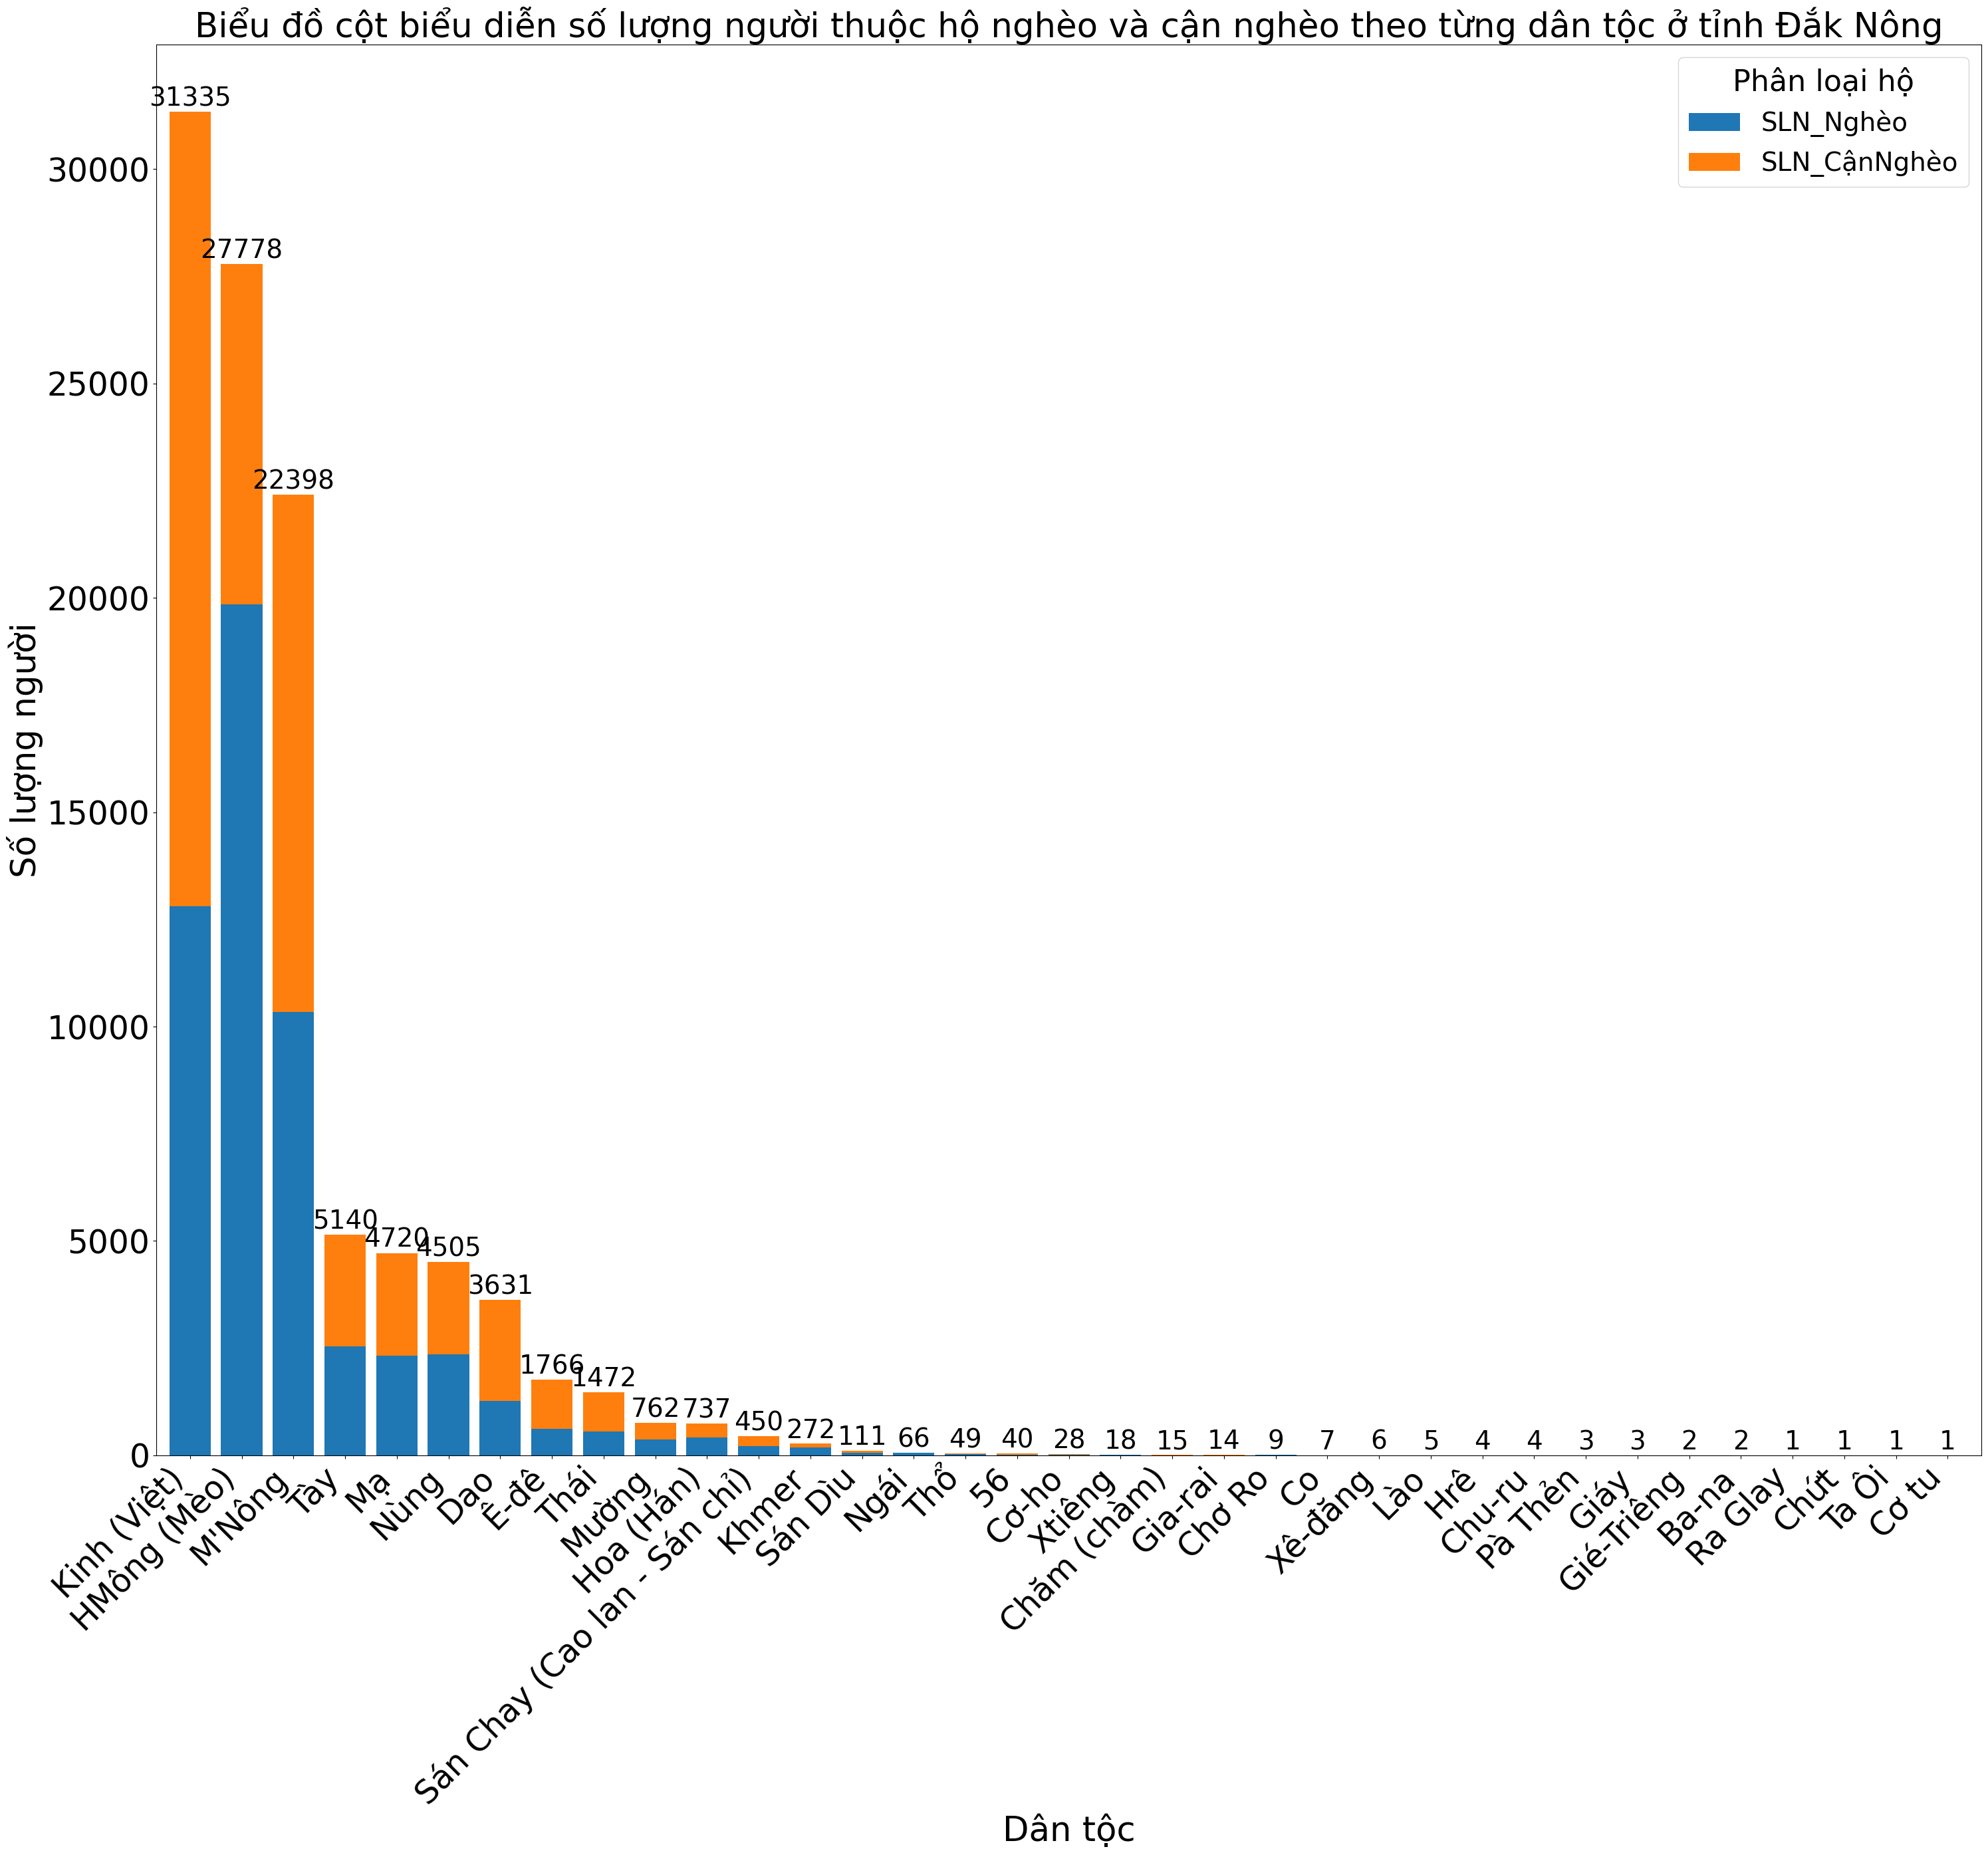 Biểu đồ cột biểu diễn số lượng người thuộc hộ nghèo và cận nghèo theo từng dân tộc ở tỉnh Đắk Nông
Phân loại hộ
SLN_Nghèo
SLN_CậnNghèo
Số lượng người
30000
25000
20000
15000
10000
5000
0
31335
27778
22398
5140
4720
4505
3631
1766
1472
762
737
450
272
111
66
49
40
28
18
15
14
9
7
6
5
4
4
3
3
2
2
1
1
1
1
Kinh (Việt)
HMông (Mèo)
M'Nông
Tày
Mạ
Nùng
Dao
Ê-đê
Thái
Mường
Hoa (Hán)
Sán Chay (Cao lan - Sán chỉ)
Khmer
Sán Dìu
Ngái
Thổ
56
Cơ-ho
Xtiêng
Chăm (chàm)
Gia-rai
Chơ Ro
Co
Xê-đăng
Lào
Hrê
Chu-ru
Pà Thẻn
Giáy
Gié-Triêng
Ba-na
Ra Glay
Chứt
Ta Ôi
Cơ tu
Dân tộc